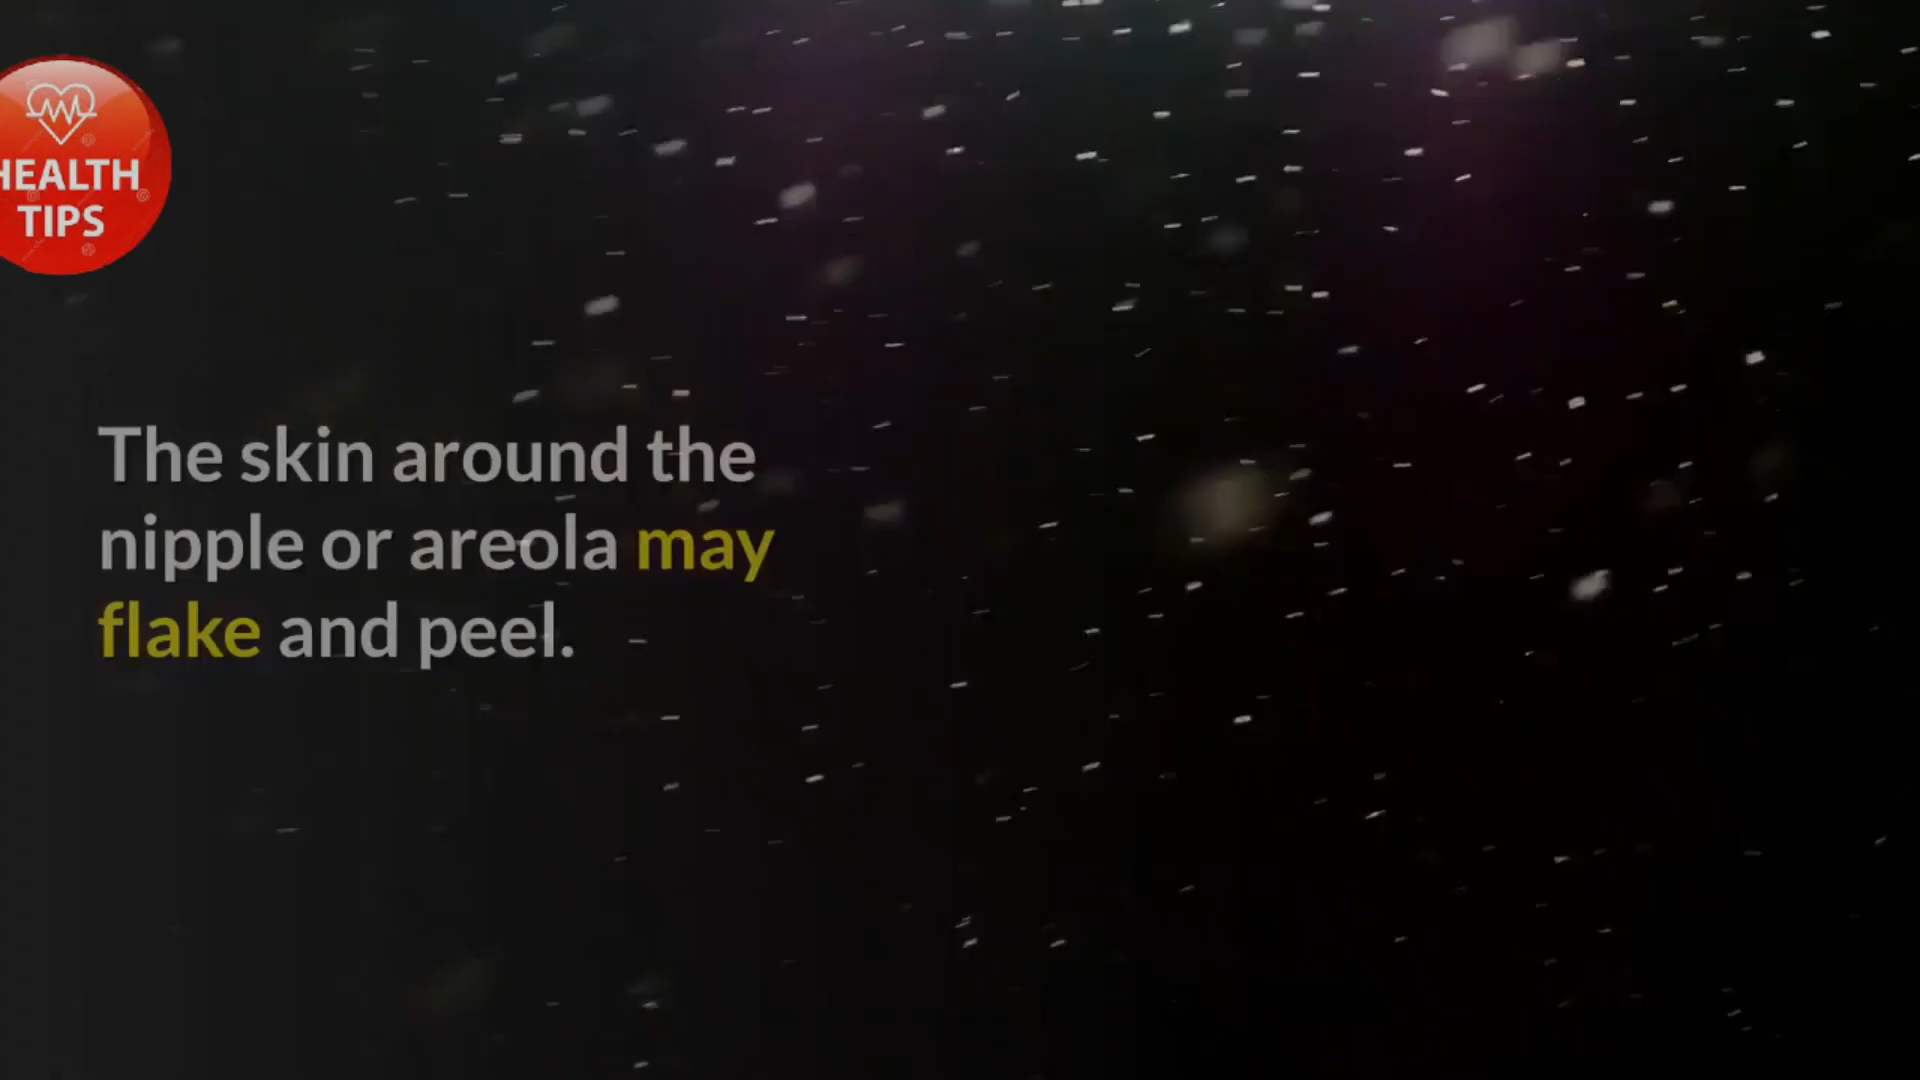 HEALTH
TIPS
The skin around the
nipple or areola may
flake and peel.